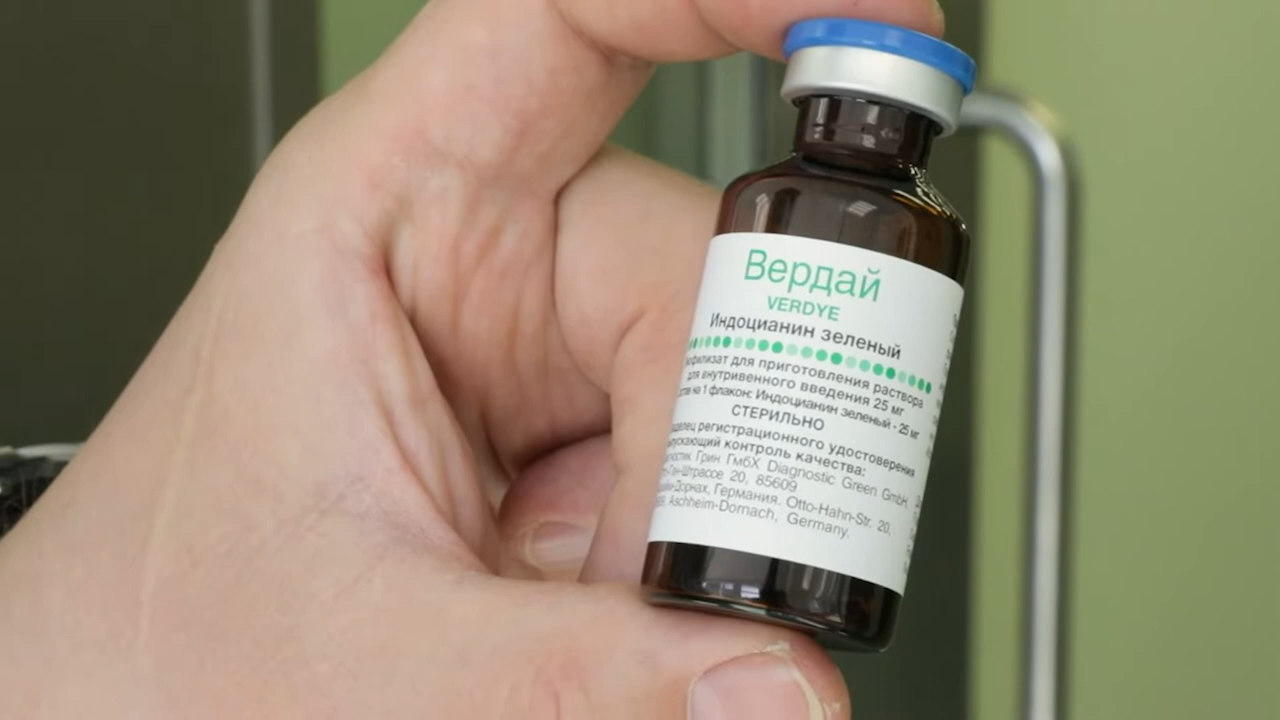 Вердай
VERDYE
Индоцианин зеленый
для приготовления раствора
для внутривенного введения 25 мг
на 1 флакон: Индоцианин зеленый - 25 мг
СТЕРИЛЬНО
регистрационного удостоверения
контроль качества:
Грин ГмбХ Diagnostic Green GmbH,
20, 85609
Германия. Otto-Hahn-Str. 20,
Aschheim-Dornach, Germany.